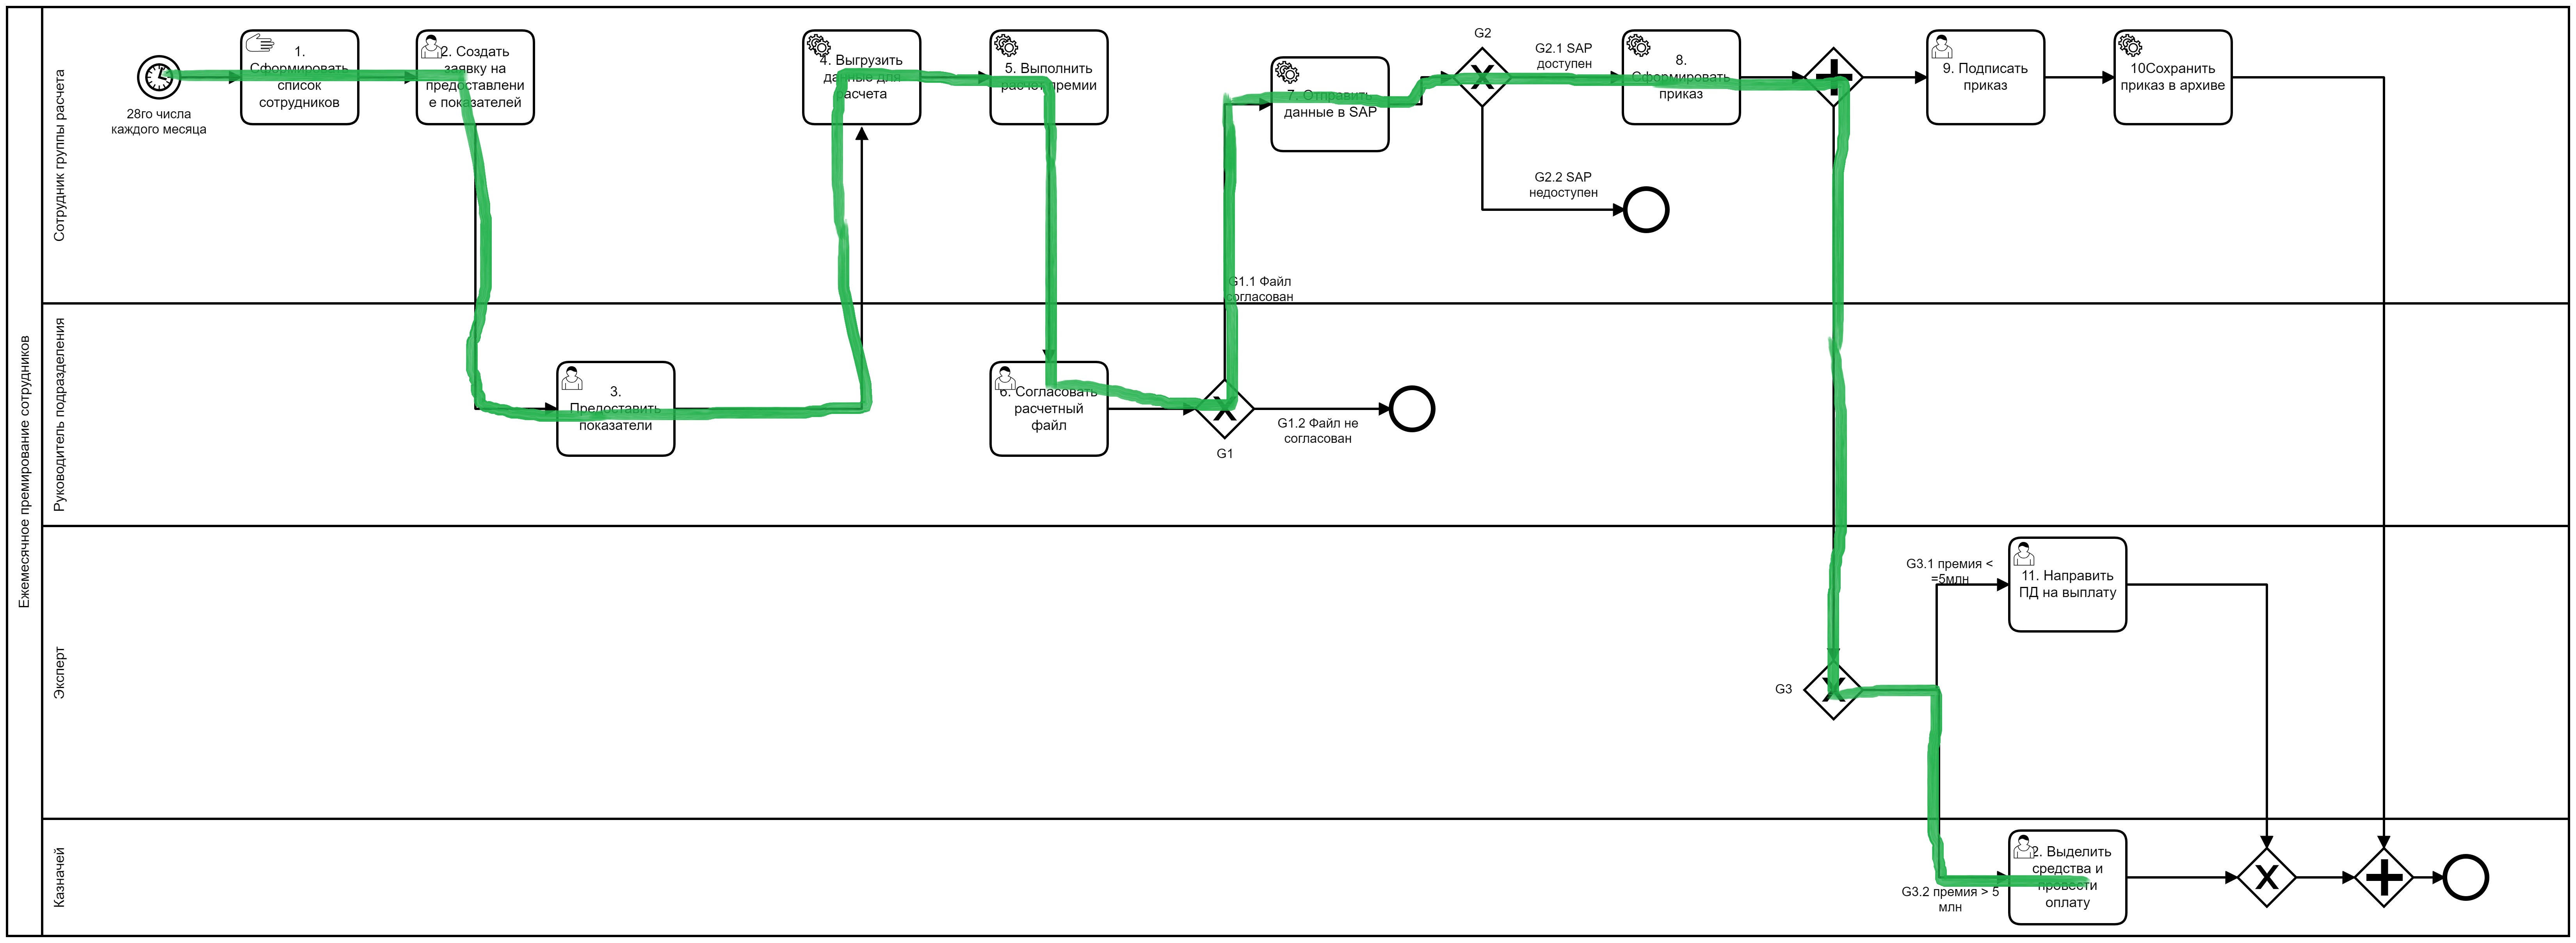 Ежемесячное премирование сотрудников
Сотрудник группы расчета
28го числа
каждого месяца
1.
Сформировать
список
сотрудников
2. Создать
заявку на
предоставлени
е показателей
4. Выгрузить
данные для
расчета
5. Выполнить
расчет премии
7. Отправить
данные в SAP
G2
G2.1 SAP
доступен
G2.2 SAP
недоступен
8.
Сформировать
приказ
9. Подписать
приказ
10Сохранить
приказ в архиве
G1.1 Файл
согласован
Руководитель подразделения
3.
Предоставить
показатели
6. Согласовать
расчетный
файл
G1
G1.2 Файл не
согласован
Эксперт
G3
G3.1 премия <
=5млн
11. Направить
ПД на выплату
Казначей
G3.2 премия > 5
млн
2. Выделить
средства и
провести
оплату